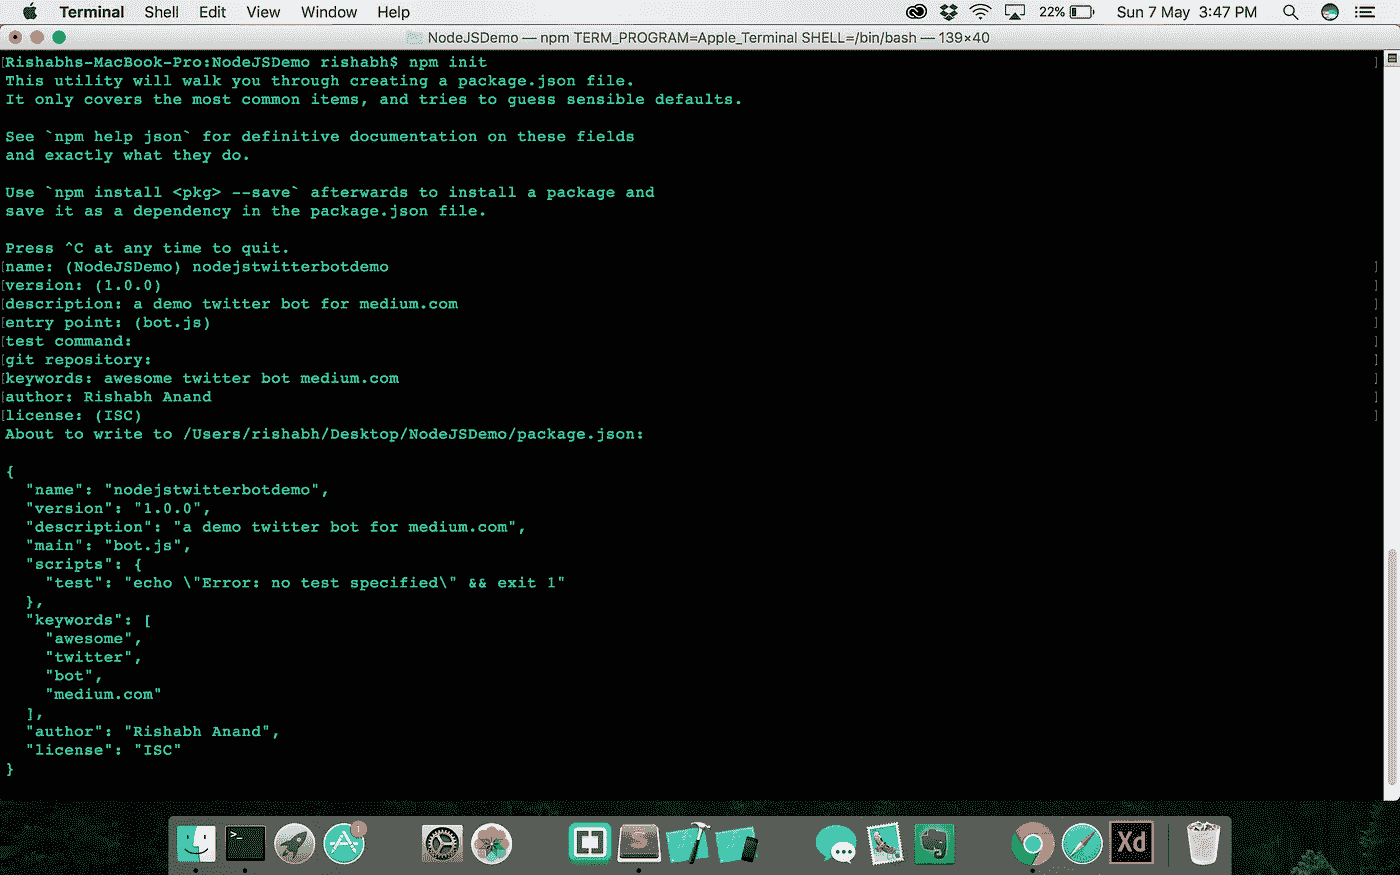 Terminal Shell Edit View Window Help 22% Sun 7 May 3:47 PM
NodeJSDemo — npm TERM_PROGRAM=Apple_Terminal SHELL=/bin/bash — 139×40
[Rishabhs-MacBook-Pro:NodeJSDemo rishabh$ npm init ]
This utility will walk you through creating a package.json file.
It only covers the most common items, and tries to guess sensible defaults.
See `npm help json` for definitive documentation on these fields
and exactly what they do.
Use `npm install <pkg> --save` afterwards to install a package and
save it as a dependency in the package.json file.
Press ^C at any time to quit.
[name: (NodeJSDemo) nodejstwitterbotdemo ]
[version: (1.0.0) ]
[description: a demo twitter bot for medium.com ]
[entry point: (bot.js) ]
[test command: ]
[git repository: ]
[keywords: awesome twitter bot medium.com ]
[author: Rishabh Anand ]
[license: (ISC) ]
About to write to /Users/rishabh/Desktop/NodeJSDemo/package.json:
{
"name": "nodejstwitterbotdemo",
"version": "1.0.0",
"description": "a demo twitter bot for medium.com",
"main": "bot.js",
"scripts": {
"test": "echo \"Error: no test specified\" && exit 1"
},
"keywords": [
"awesome",
"twitter",
"bot",
"medium.com"
],
"author": "Rishabh Anand",
"license": "ISC"
}
>_ 1 S Xd